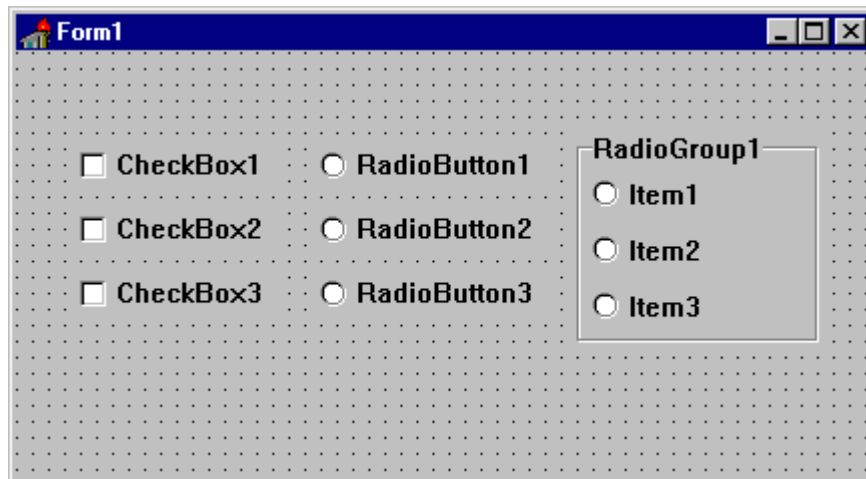 Form1
CheckBox1
CheckBox2
CheckBox3
RadioButton1
RadioButton2
RadioButton3
RadioGroup1
Item1
Item2
Item3